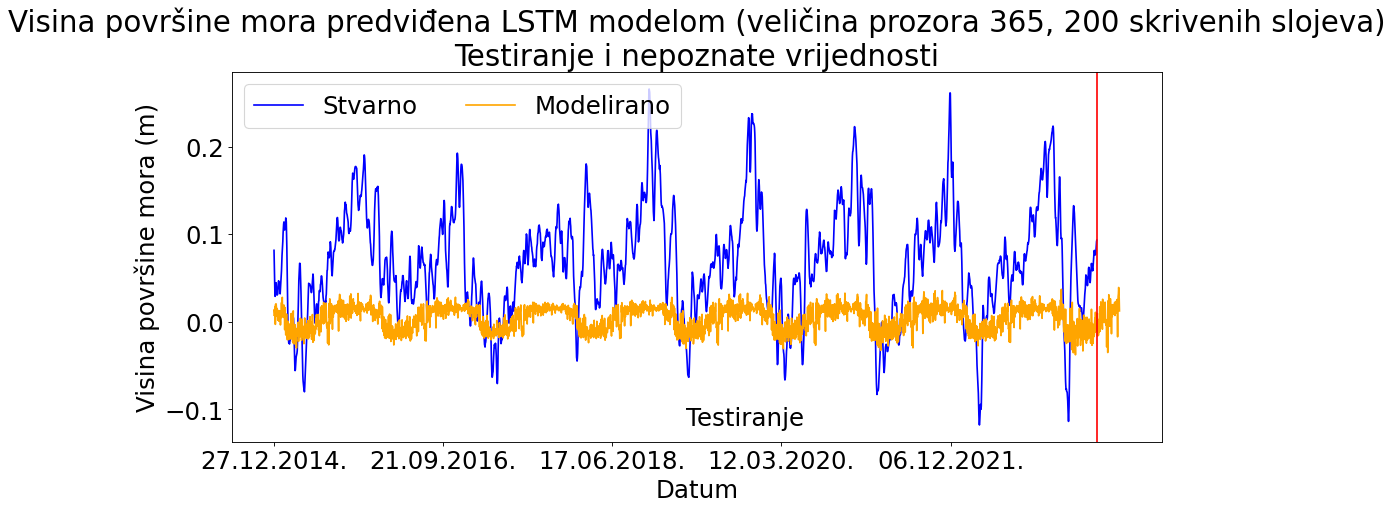 Visina površine mora predviđena LSTM modelom (veličina prozora 365, 200 skrivenih slojeva)
Testiranje i nepoznate vrijednosti
Stvarno
Modelirano
Visina površine mora (m)
0.2
0.1
0.0
−0.1
Testiranje
27.12.2014.
21.09.2016.
17.06.2018.
12.03.2020.
06.12.2021.
Datum